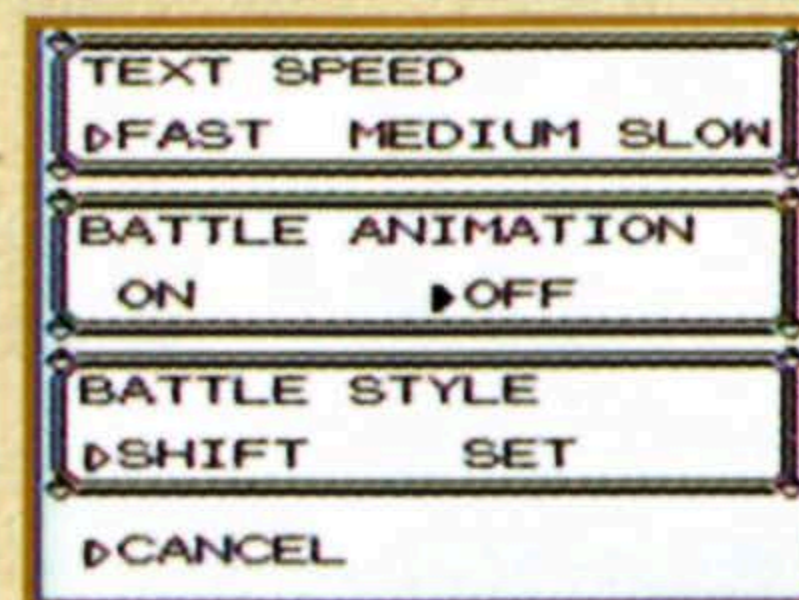 TEXT SPEED
▷FAST MEDIUM SLOW
BATTLE ANIMATION
ON ▶OFF
BATTLE STYLE
▷SHIFT SET
▷CANCEL